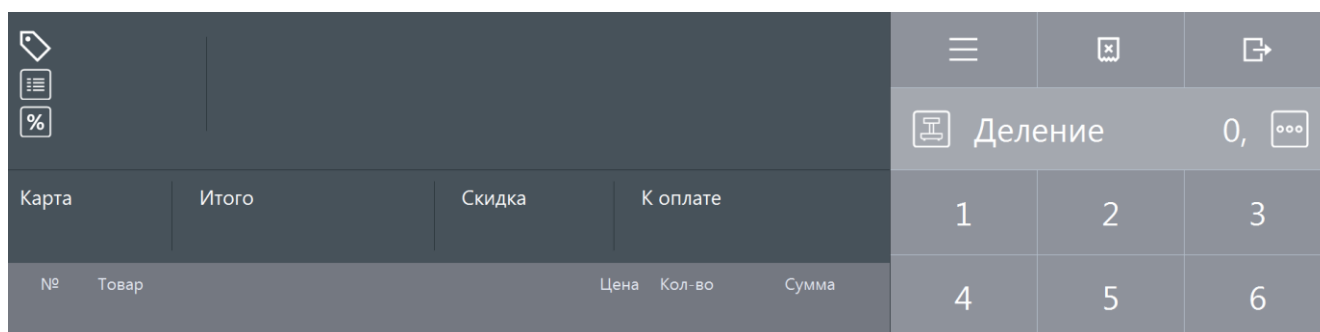 %
Деление 0,
Карта Итого Скидка К оплате
1 2 3
№ Товар Цена Кол-во Сумма
4 5 6